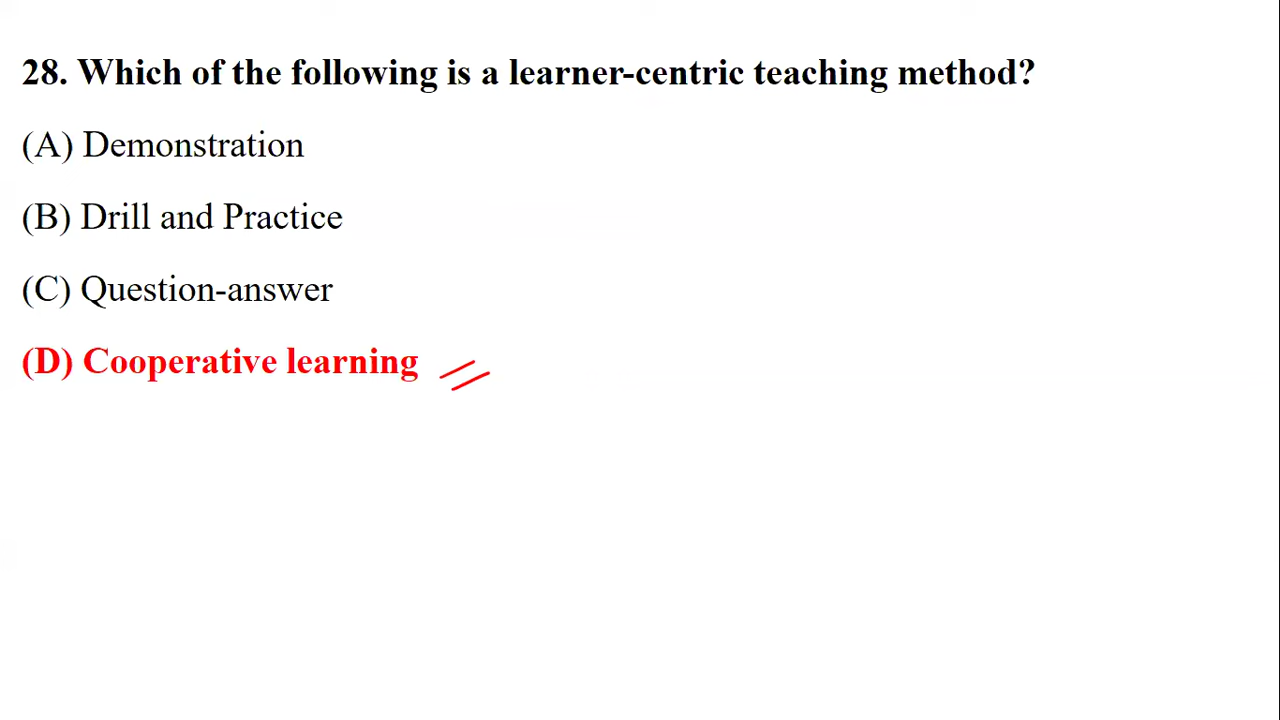 28. Which of the following is a learner-centric teaching method?
(A) Demonstration
(B) Drill and Practice
(C) Question-answer
(D) Cooperative learning